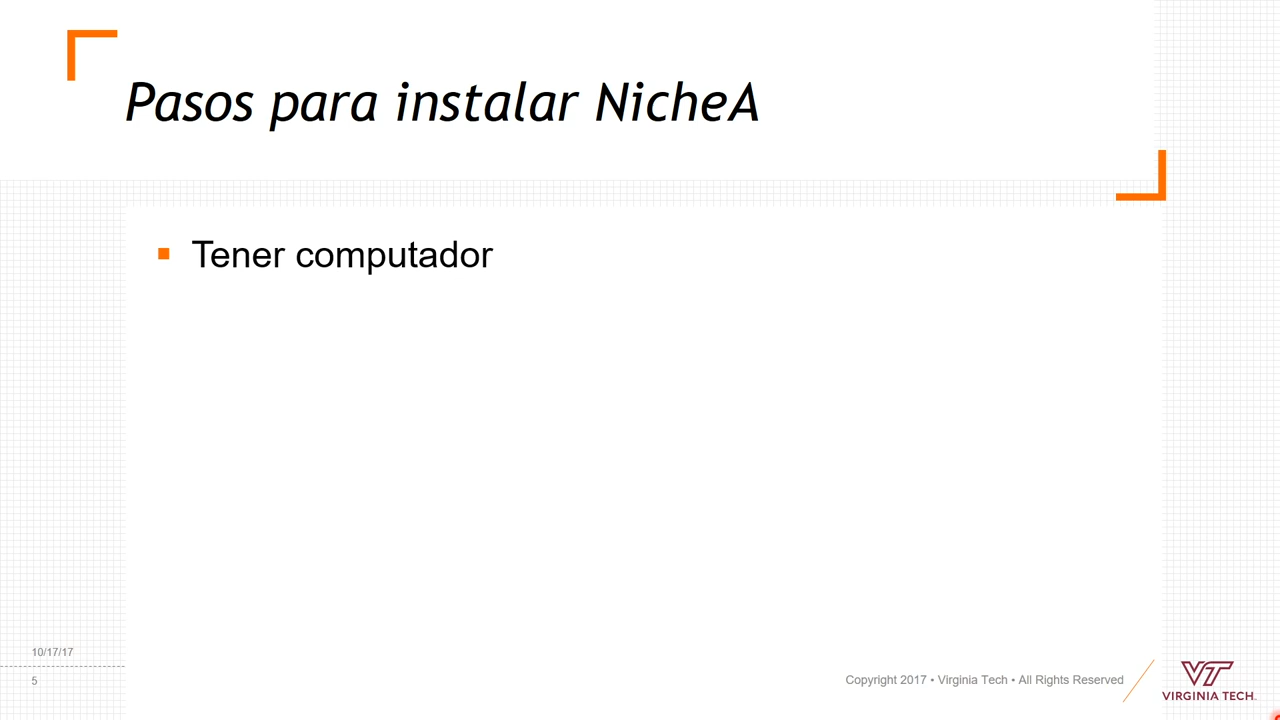 Pasos para instalar NicheA
Tener computador
10/17/17
5
Copyright 2017 • Virginia Tech • All Rights Reserved
VT
VIRGINIA TECH.